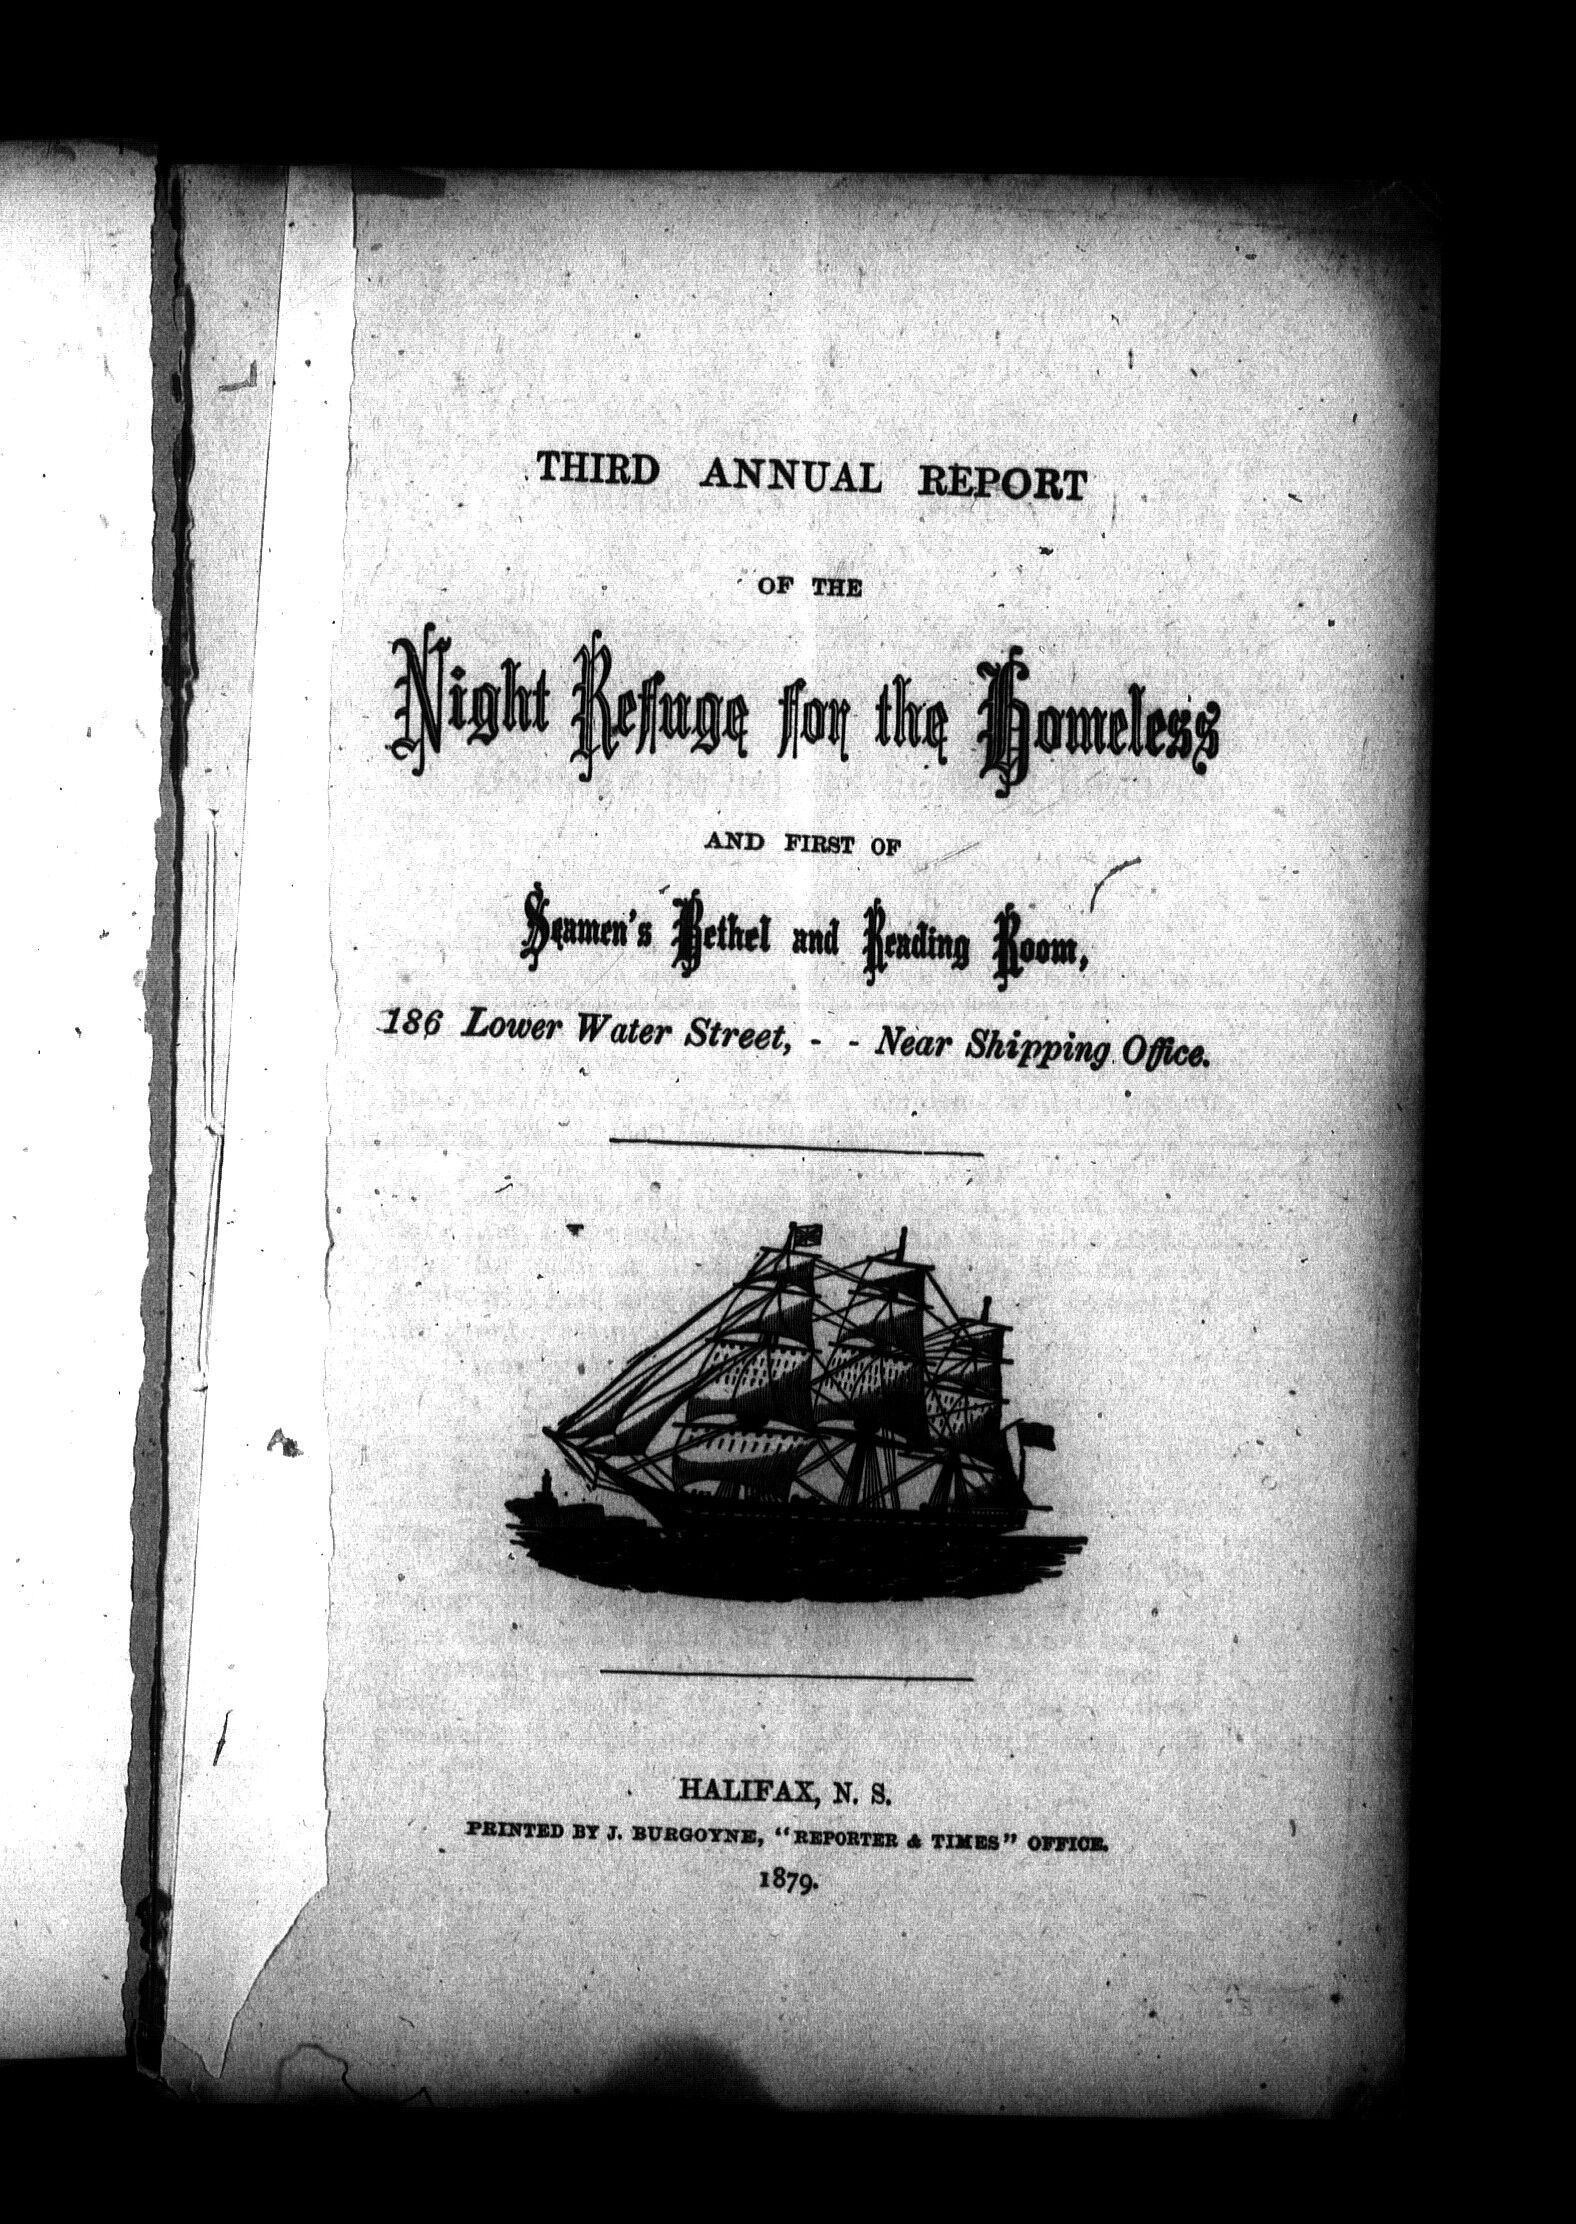 THIRD ANNUAL REPORT
OF THE
Night Refuge for the Homeless
AND FIRST OF
Seamen's Bethel and Reading Room,
186 Lower Water Street, - - Near Shipping Office.
HALIFAX, N. S.
PRINTED BY J. BURGOYNE, "REPORTER & TIMES" OFFICE.
1879.